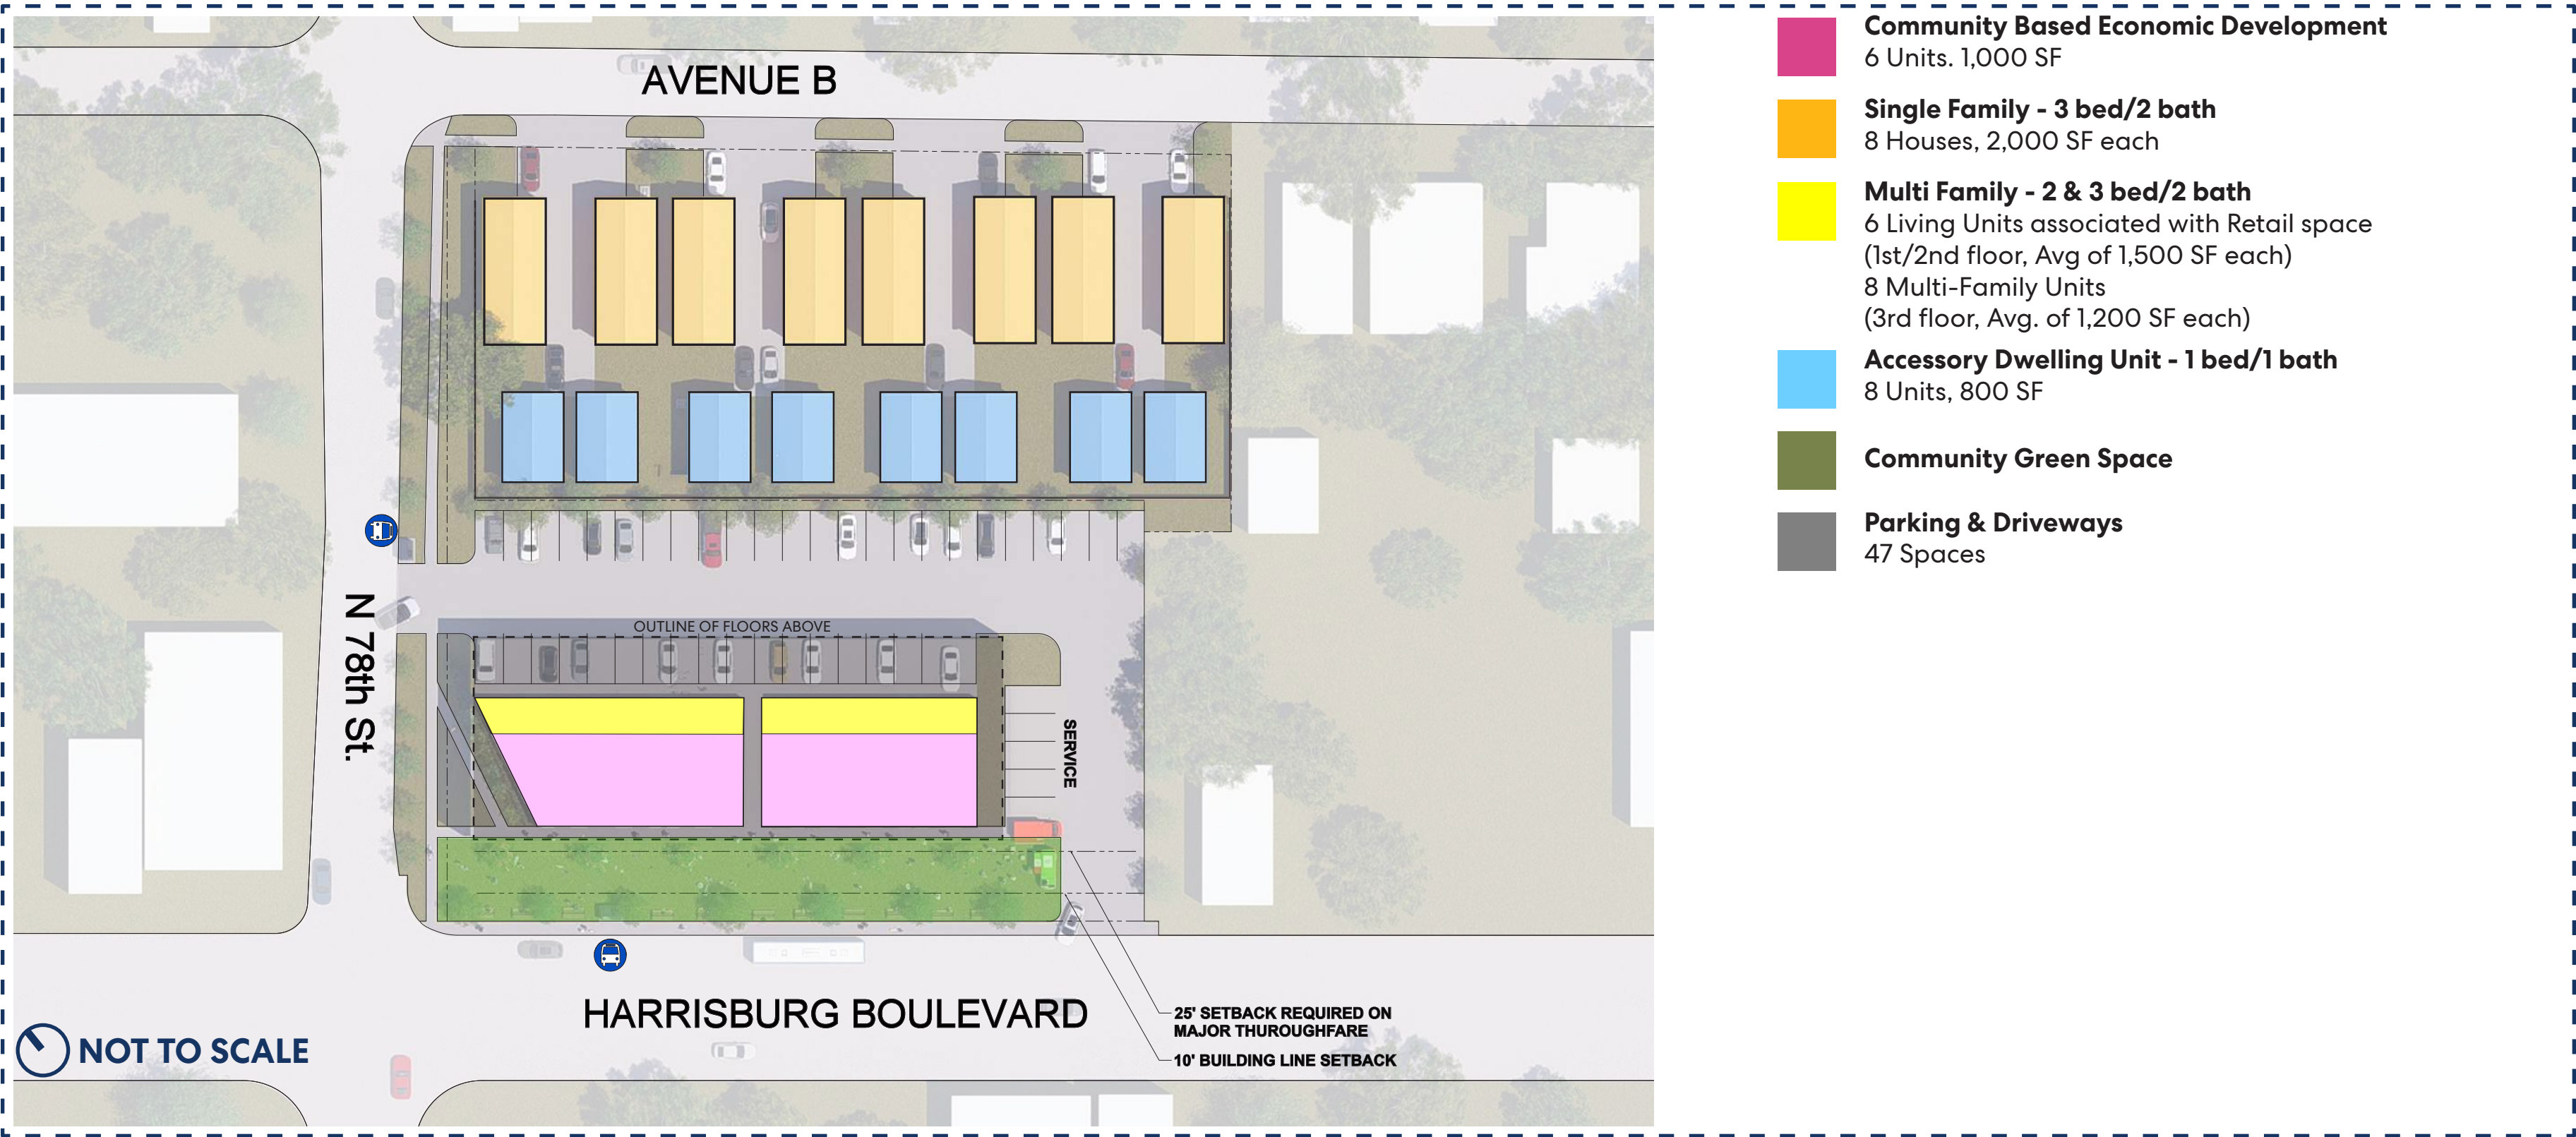 AVENUE B
N 78th St.
OUTLINE OF FLOORS ABOVE
SERVICE
HARRISBURG BOULEVARD
25' SETBACK REQUIRED ON
MAJOR THUROUGHFARE
10' BUILDING LINE SETBACK
NOT TO SCALE
Community Based Economic Development
6 Units. 1,000 SF
Single Family - 3 bed/2 bath
8 Houses, 2,000 SF each
Multi Family - 2 & 3 bed/2 bath
6 Living Units associated with Retail space
(1st/2nd floor, Avg of 1,500 SF each)
8 Multi-Family Units
(3rd floor, Avg. of 1,200 SF each)
Accessory Dwelling Unit - 1 bed/1 bath
8 Units, 800 SF
Community Green Space
Parking & Driveways
47 Spaces